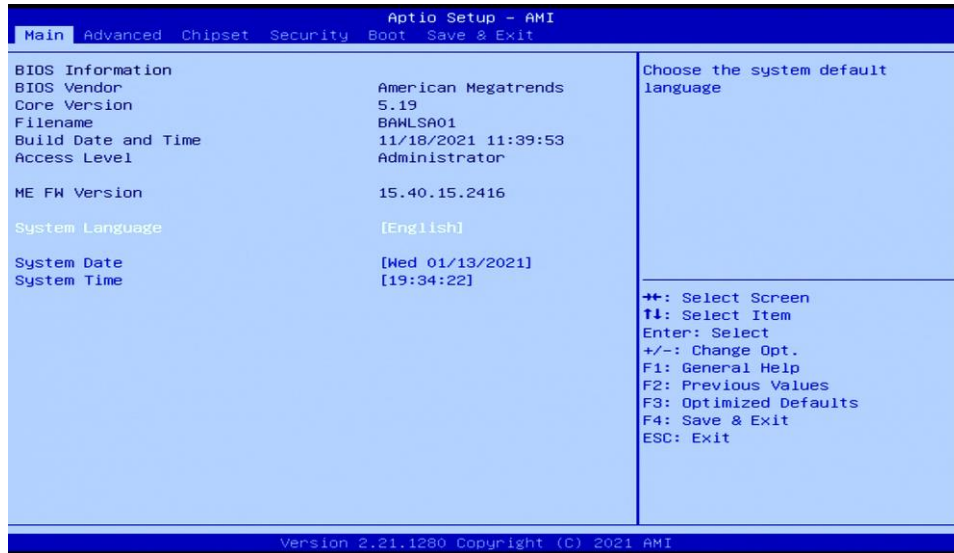 Aptio Setup – AMI
Main Advanced Chipset Security Boot Save & Exit
BIOS Information
BIOS Vendor American Megatrends
Core Version 5.19
Filename BAWLSA01
Build Date and Time 11/18/2021 11:39:53
Access Level Administrator
ME FW Version 15.40.15.2416
System Language [English]
System Date [Wed 01/13/2021]
System Time [19:34:22]
Choose the system default
language
→←: Select Screen
↑↓: Select Item
Enter: Select
+/-: Change Opt.
F1: General Help
F2: Previous Values
F3: Optimized Defaults
F4: Save & Exit
ESC: Exit
Version 2.21.1280 Copyright (C) 2021 AMI